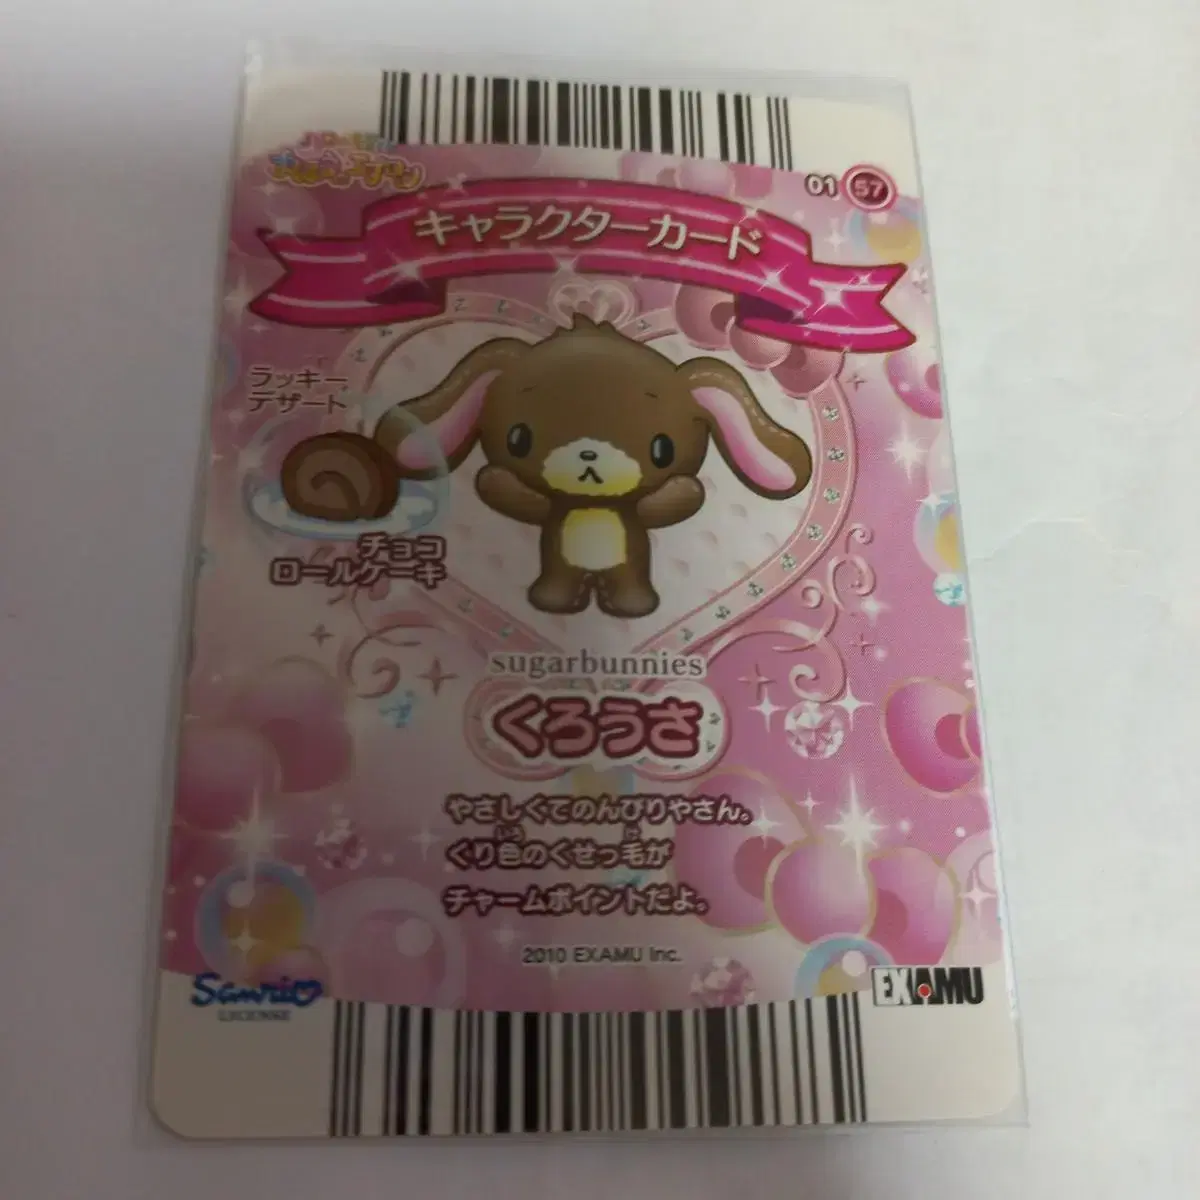 01 57
キャラクターカード
ラッキー
デザート
チョコ
ロールケーキ
sugarbunnies
くろうさ
やさしくてのんびりやさん。
くり色のくせっ毛が
いろ け
チャームポイントだよ。
2010 EXAMU Inc.
Sanrio
LICENSE
EXAMU